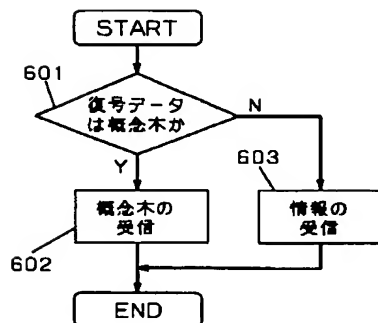 START
601
復号データ
は概念木か
N
Y
603
概念木の
受信
情報の
受信
602
END